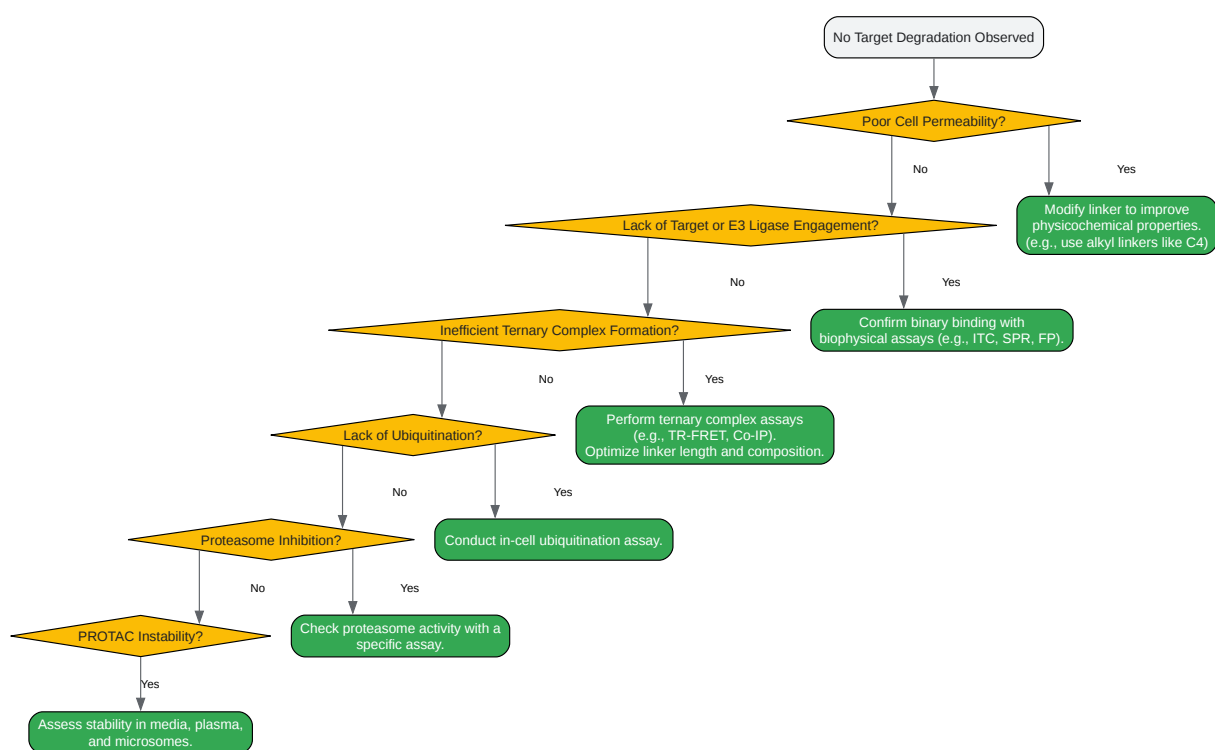 No Target Degradation Observed
Poor Cell Permeability?
No
Yes
Modify linker to improve
physicochemical properties.
(e.g., use alkyl linkers like C4)
Lack of Target or E3 Ligase Engagement?
No
Yes
Confirm binary binding with
biophysical assays (e.g., ITC, SPR, FP).
Inefficient Ternary Complex Formation?
No
Yes
Perform ternary complex assays
(e.g., TR-FRET, Co-IP).
Optimize linker length and composition.
Lack of Ubiquitination?
No
Yes
Conduct in-cell ubiquitination assay.
Proteasome Inhibition?
No
Yes
Check proteasome activity with a
specific assay.
PROTAC Instability?
Yes
Assess stability in media, plasma,
and microsomes.